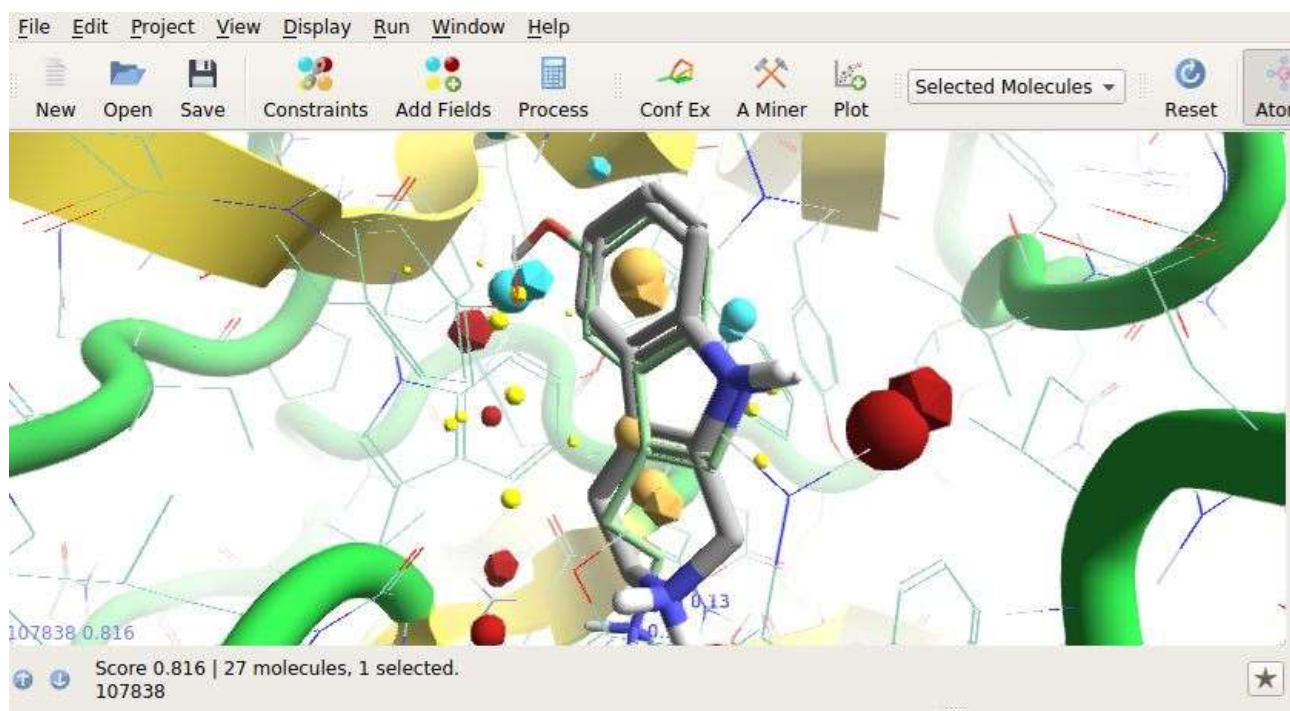 File Edit Project View Display Run Window Help
New Open Save Constraints Add Fields Process Conf Ex A Miner Plot Selected Molecules Reset
0.13
107838 0.816
Score 0.816 | 27 molecules, 1 selected.
107838